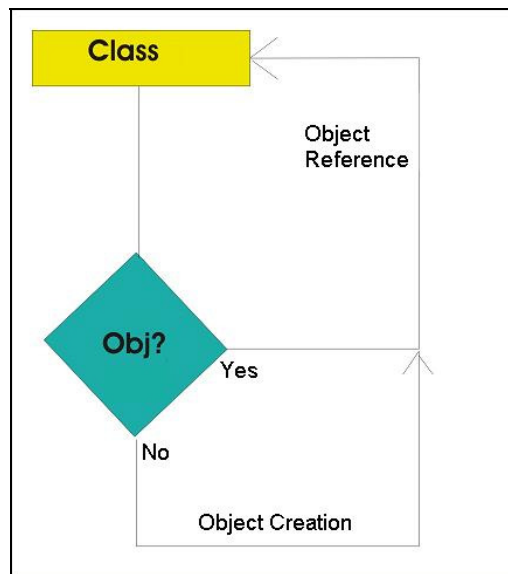 Class
Object
Reference
Obj?
Yes
No
Object Creation